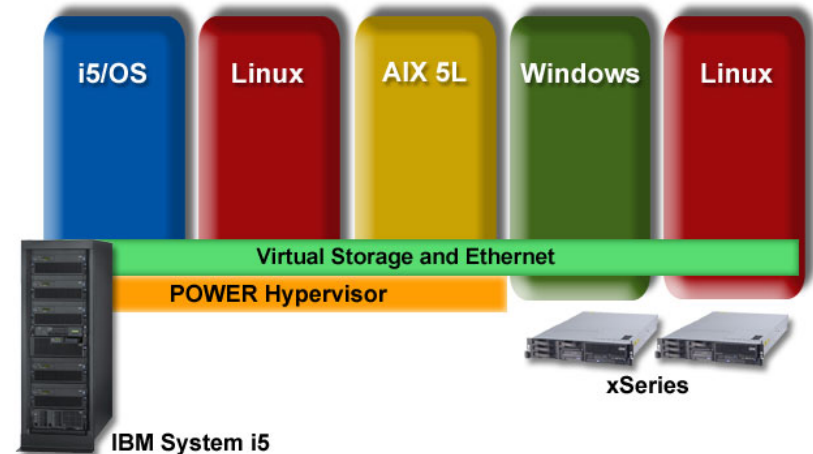 i5/OS
Linux
AIX 5L
Windows
Linux
Virtual Storage and Ethernet
POWER Hypervisor
xSeries
IBM System i5